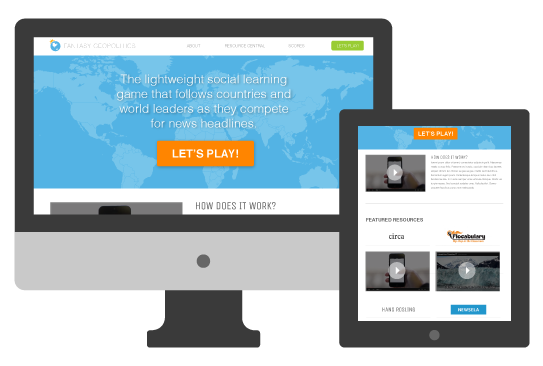 FANTASY GEOPOLITICS
ABOUT
RESOURCE CENTRAL
SCORES
LET'S PLAY!
The lightweight social learning
game that follows countries and
world leaders as they compete
for news headlines.
LET'S PLAY!
HOW DOES IT WORK?
LET'S PLAY!
HOW DOES IT WORK?
FEATURED RESOURCES
circa
Flocabulary
HANS ROSLING
NEWSELA